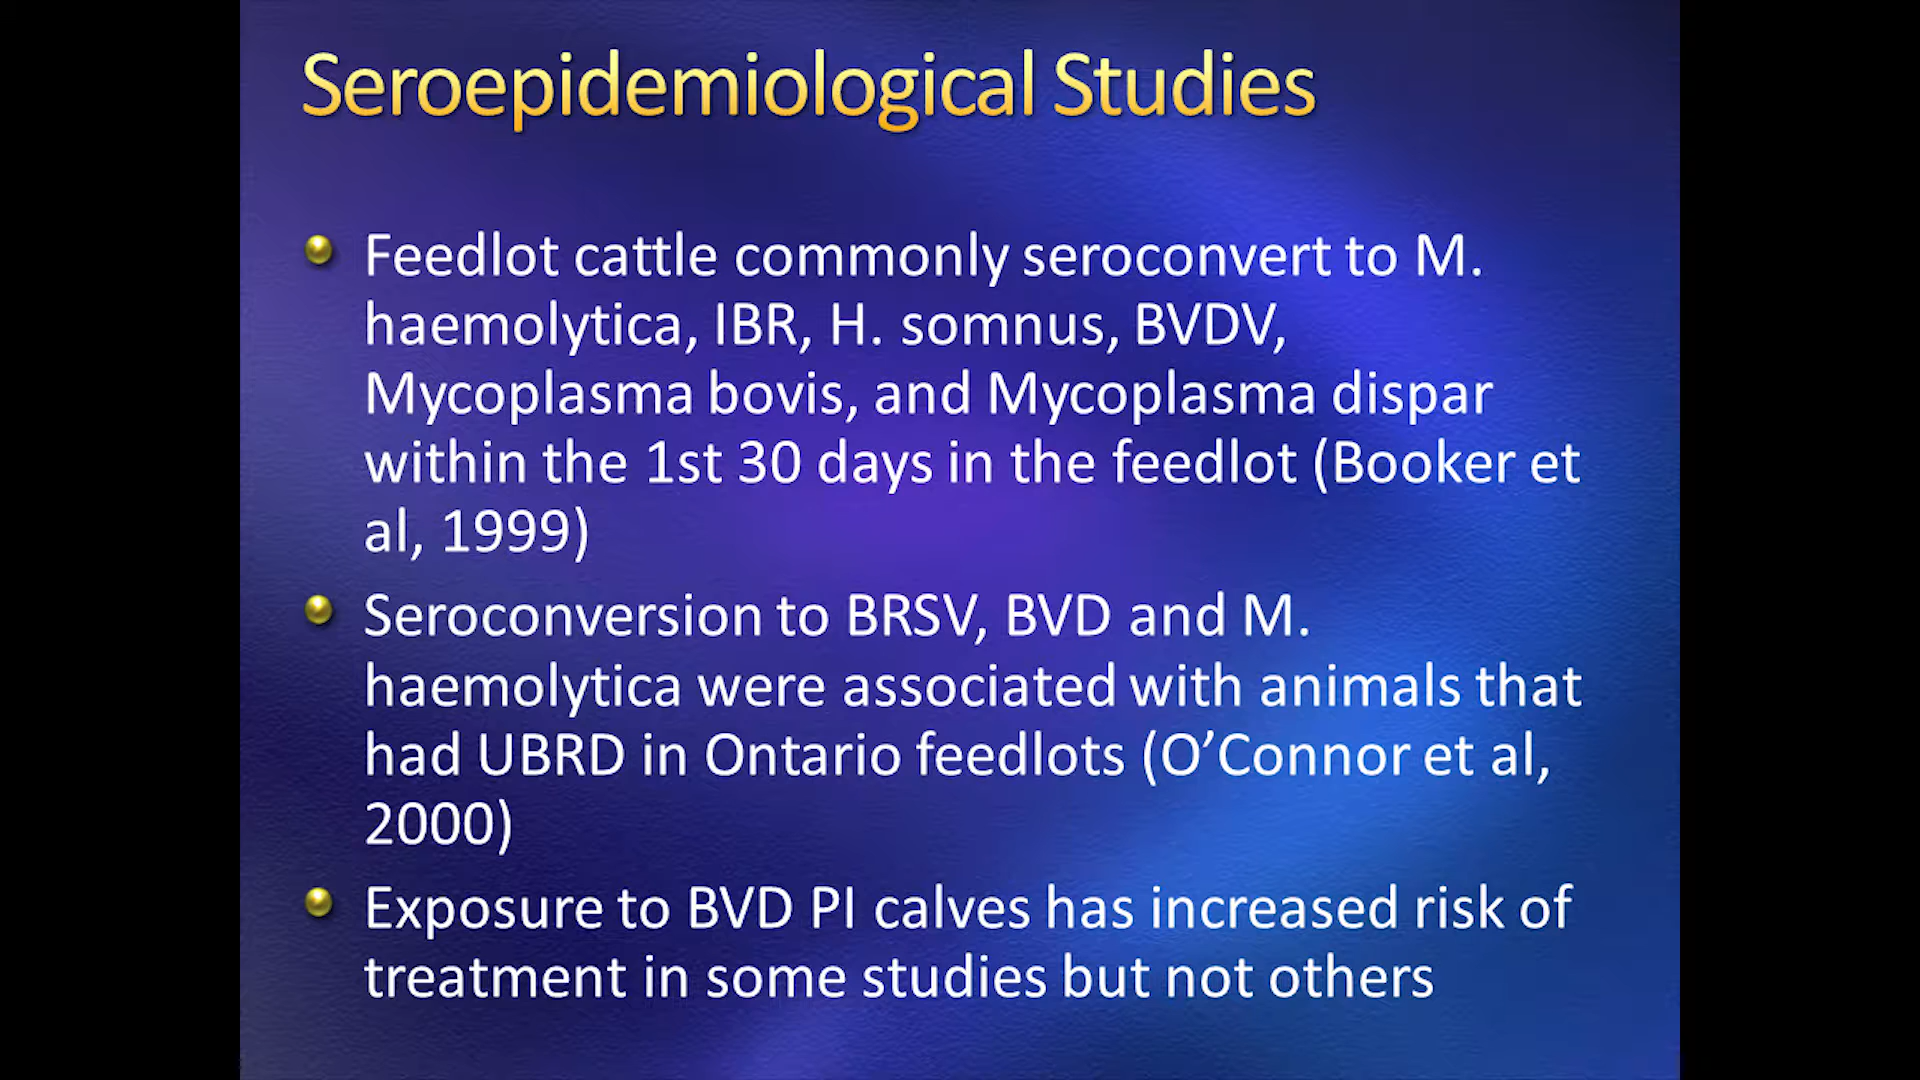 Seroepidemiological Studies
Feedlot cattle commonly seroconvert to M.
haemolytica, IBR, H. somnus, BVDV,
Mycoplasma bovis, and Mycoplasma dispar
within the 1st 30 days in the feedlot (Booker et
al, 1999)
Seroconversion to BRSV, BVD and M.
haemolytica were associated with animals that
had UBRD in Ontario feedlots (O’Connor et al,
2000)
Exposure to BVD PI calves has increased risk of
treatment in some studies but not others